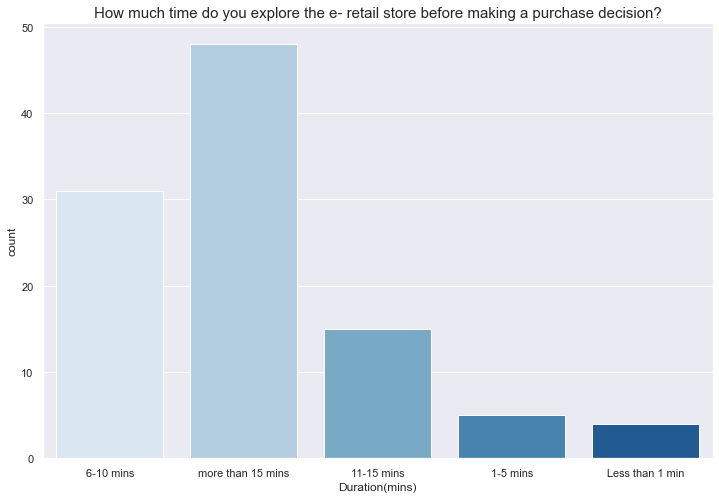 How much time do you explore the e- retail store before making a purchase decision?
50
40
30
20
10
0
count
6-10 mins
more than 15 mins
11-15 mins
1-5 mins
Less than 1 min
Duration(mins)